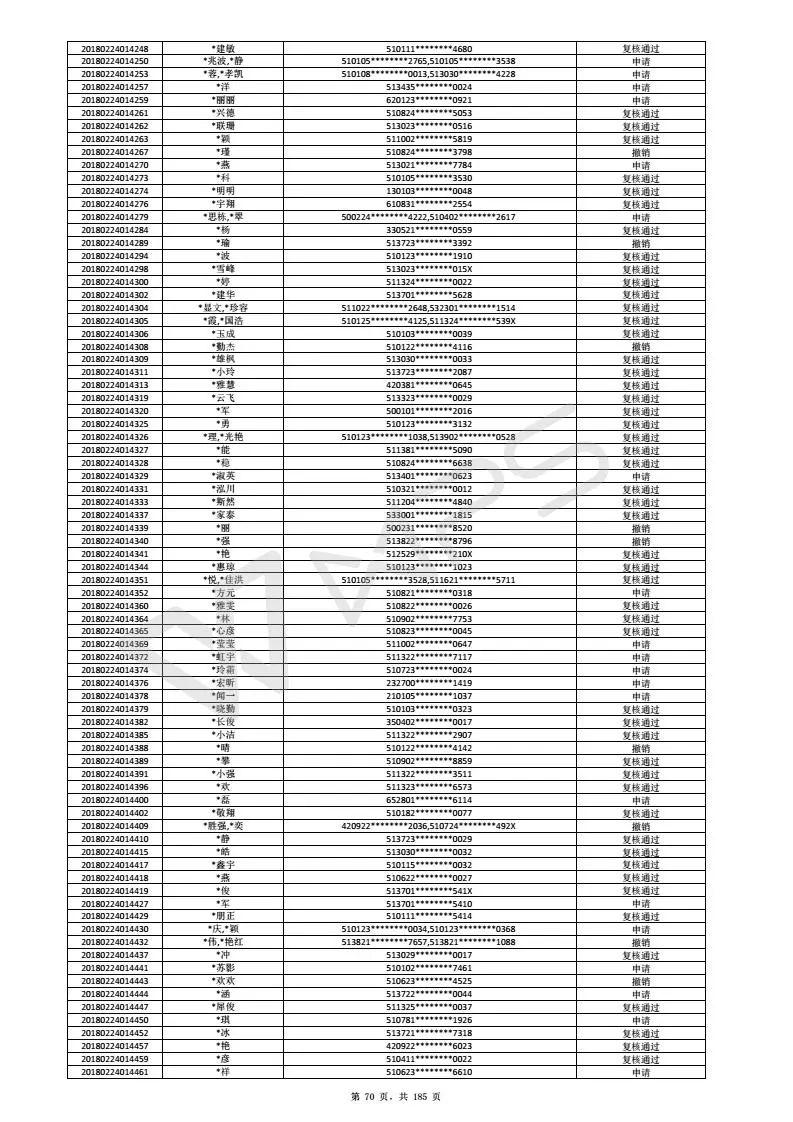 20180224014248 *建敏 510111********4680 复核通过
20180224014250 *兆波,*静 510105********2765,510105********3538 申请
20180224014253 *蓉,*孝凯 510108********0013,513030********4228 申请
20180224014257 *洋 513435********0024 申请
20180224014259 *丽丽 620123********0921 申请
20180224014261 *兴德 510824********5053 复核通过
20180224014262 *联珊 513023********0516 复核通过
20180224014263 *颖 511002********5819 复核通过
20180224014267 *瑾 510824********3798 撤销
20180224014270 *燕 513021********7784 申请
20180224014273 *科 510105********3530 复核通过
20180224014274 *明明 130103********0048 复核通过
20180224014276 *宇翔 610831********2554 复核通过
20180224014279 *思栋,*翠 500224********4222,510402********2617 申请
20180224014284 *杨 330521********0559 复核通过
20180224014289 *瑜 513723********3392 撤销
20180224014294 *波 510123********1910 复核通过
20180224014298 *雪峰 513023********015X 复核通过
20180224014300 *婷 511324********0022 复核通过
20180224014302 *建华 513701********5628 复核通过
20180224014304 *显文,*珍容 511022********2648,532301********1514 复核通过
20180224014305 *霞,*国浩 510125********4125,511324********539X 复核通过
20180224014306 *玉成 510103********0039 复核通过
20180224014308 *勤杰 510122********4116 撤销
20180224014309 *雄枫 513030********0033 复核通过
20180224014311 *小玲 513723********2087 复核通过
20180224014313 *雅慧 420381********0645 复核通过
20180224014319 *云飞 513323********0029 复核通过
20180224014320 *军 500101********2016 复核通过
20180224014325 *勇 510123********3132 复核通过
20180224014326 *理,*光艳 510123********1038,513902********0528 复核通过
20180224014327 *能 511381********5090 复核通过
20180224014328 *稳 510824********6638 复核通过
20180224014329 *淑英 513401********0623 申请
20180224014331 *泓川 510321********0012 复核通过
20180224014333 *斯然 511204********4840 复核通过
20180224014337 *家泰 533001********1815 复核通过
20180224014339 *丽 500231********8520 撤销
20180224014340 *强 513822********8796 撤销
20180224014341 *艳 512529********210X 复核通过
20180224014344 *惠琼 510123********1023 复核通过
20180224014351 *悦,*佳洪 510105********3528,511621********5711 复核通过
20180224014352 *方元 510821********0318 申请
20180224014360 *雅雯 510822********0026 复核通过
20180224014364 *林 510902********7753 复核通过
20180224014365 *心彦 510823********0045 复核通过
20180224014369 *莹莹 511002********0647 申请
20180224014372 *虹宇 511322********7117 申请
20180224014374 *玲霜 510723********0024 申请
20180224014376 *宏昕 232700********1419 申请
20180224014378 *闻一 210105********1037 申请
20180224014379 *晓勤 510103********0323 复核通过
20180224014382 *长俊 350402********0017 复核通过
20180224014385 *小洁 511322********2907 复核通过
20180224014388 *晴 510122********4142 撤销
20180224014389 *攀 510902********8859 复核通过
20180224014391 *小强 511322********3511 复核通过
20180224014396 *欢 511323********6573 复核通过
20180224014400 *磊 652801********6114 申请
20180224014402 *敬翔 510182********0077 复核通过
20180224014409 *胜强,*奕 420922********2036,510724********492X 撤销
20180224014410 *静 513723********0029 复核通过
20180224014415 *皓 513030********0032 复核通过
20180224014417 *鑫宇 510115********0032 复核通过
20180224014418 *燕 510622********0027 复核通过
20180224014419 *俊 513701********541X 复核通过
20180224014427 *军 513701********5410 申请
20180224014429 *朋正 510111********5414 复核通过
20180224014430 *庆,*颖 510123********0034,510123********0368 申请
20180224014432 *伟,*艳红 513821********7657,513821********1088 撤销
20180224014437 *冲 513029********0017 复核通过
20180224014441 *苏影 510102********7461 申请
20180224014443 *欢欢 510623********4525 撤销
20180224014444 *涵 513722********0044 申请
20180224014447 *犀俊 511325********0037 复核通过
20180224014450 *琪 510781********1926 申请
20180224014452 *冰 513721********7318 复核通过
20180224014457 *艳 420922********6023 复核通过
20180224014459 *彦 510411********0022 复核通过
20180224014461 *祥 510623********6610 申请
第 70 页，共 185 页